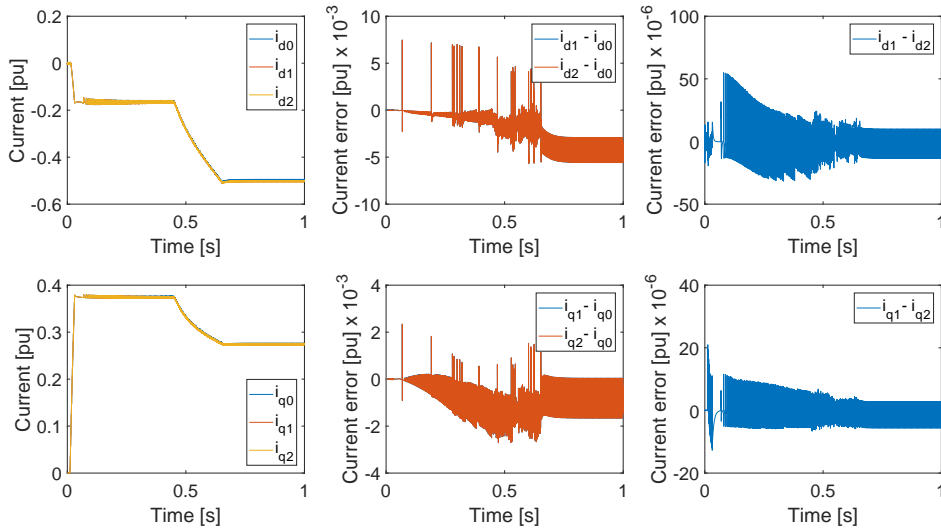 Current [pu]
0.2
0
-0.2
-0.4
-0.6
0
0.5
1
Time [s]
i_d0
i_d1
i_d2
Current error [pu] x 10^-3
10
5
0
-5
-10
0
0.5
1
Time [s]
i_d1 - i_d0
i_d2 - i_d0
Current error [pu] x 10^-6
100
50
0
-50
0
0.5
1
Time [s]
i_d1 - i_d2
Current [pu]
0.4
0.3
0.2
0.1
0
0
0.5
1
Time [s]
i_q0
i_q1
i_q2
Current error [pu] x 10^-3
4
2
0
-2
-4
0
0.5
1
Time [s]
i_q1 - i_q0
i_q2 - i_q0
Current error [pu] x 10^-6
40
20
0
-20
0
0.5
1
Time [s]
i_q1 - i_q2